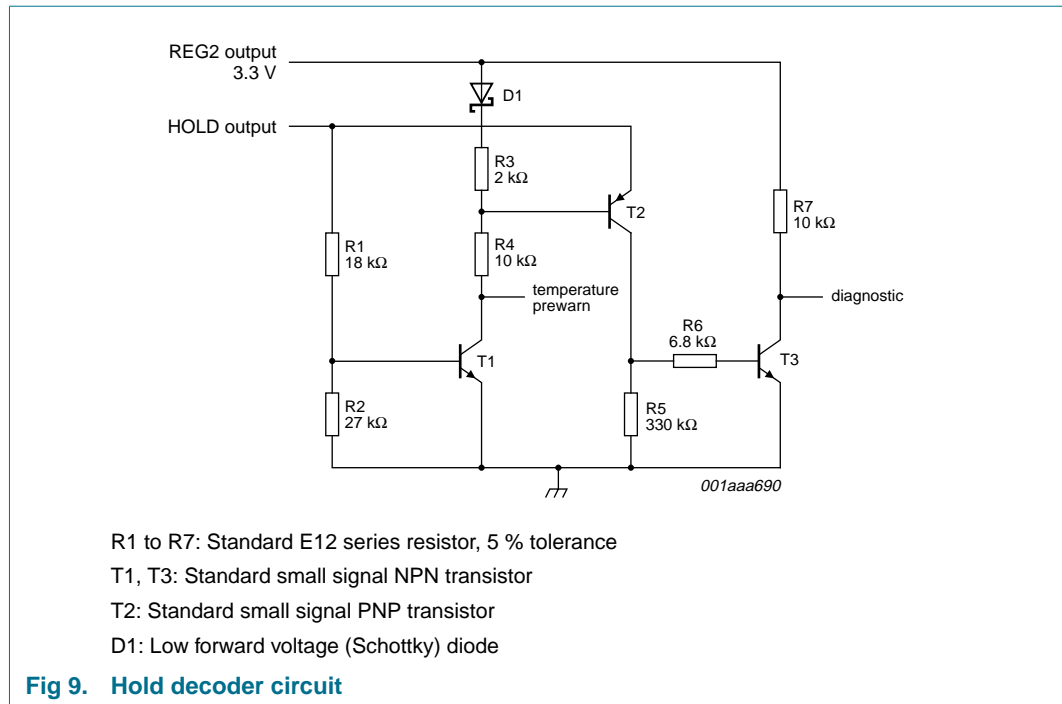 REG2 output
3.3 V
D1
HOLD output
R3
2 kΩ
T2
R7
10 kΩ
R1
18 kΩ
R4
10 kΩ
temperature
prewarn
diagnostic
R6
6.8 kΩ
T1
T3
R2
27 kΩ
R5
330 kΩ
001aaa690
R1 to R7: Standard E12 series resistor, 5 % tolerance
T1, T3: Standard small signal NPN transistor
T2: Standard small signal PNP transistor
D1: Low forward voltage (Schottky) diode
Fig 9. Hold decoder circuit